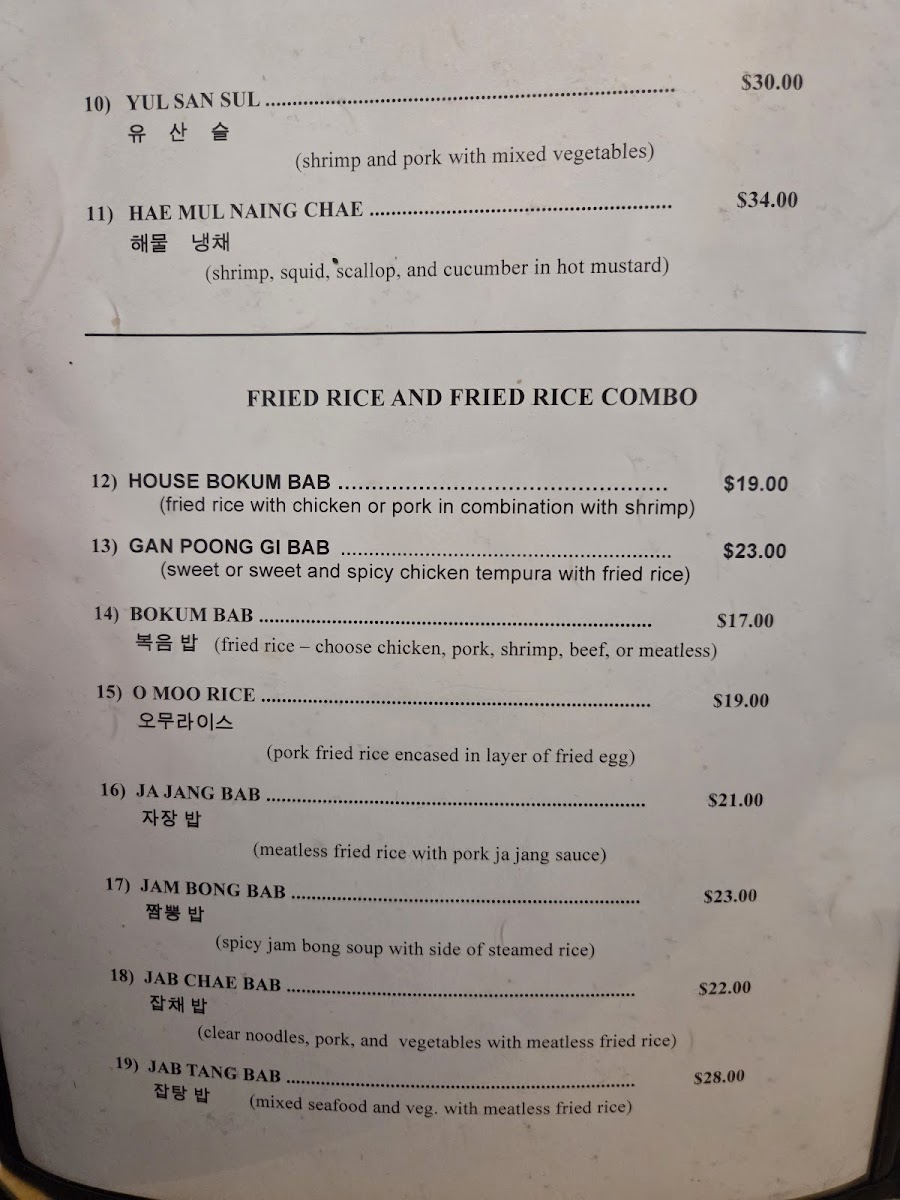 10) YUL SAN SUL ........................................ $30.00
유 산 슬
(shrimp and pork with mixed vegetables)
11) HAE MUL NAING CHAE ........................................ $34.00
해물 냉채
(shrimp, squid, scallop, and cucumber in hot mustard)
FRIED RICE AND FRIED RICE COMBO
12) HOUSE BOKUM BAB ........................................ $19.00
(fried rice with chicken or pork in combination with shrimp)
13) GAN POONG GI BAB ........................................ $23.00
(sweet or sweet and spicy chicken tempura with fried rice)
14) BOKUM BAB ........................................ $17.00
복음 밥 (fried rice – choose chicken, pork, shrimp, beef, or meatless)
15) O MOO RICE ........................................ $19.00
오무라이스
(pork fried rice encased in layer of fried egg)
16) JA JANG BAB ........................................ $21.00
자장 밥
(meatless fried rice with pork ja jang sauce)
17) JAM BONG BAB ........................................ $23.00
짬뽕 밥
(spicy jam bong soup with side of steamed rice)
18) JAB CHAE BAB ........................................ $22.00
잡채 밥
(clear noodles, pork, and vegetables with meatless fried rice)
19) JAB TANG BAB ........................................ $28.00
잡탕 밥 (mixed seafood and veg. with meatless fried rice)